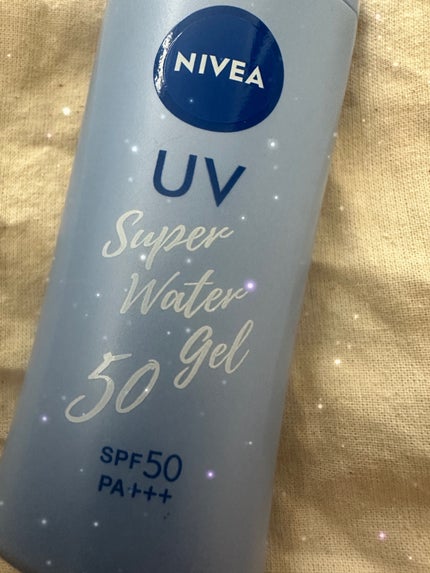 NIVEA
UV
Super
Water
Gel
50
SPF50
PA+++